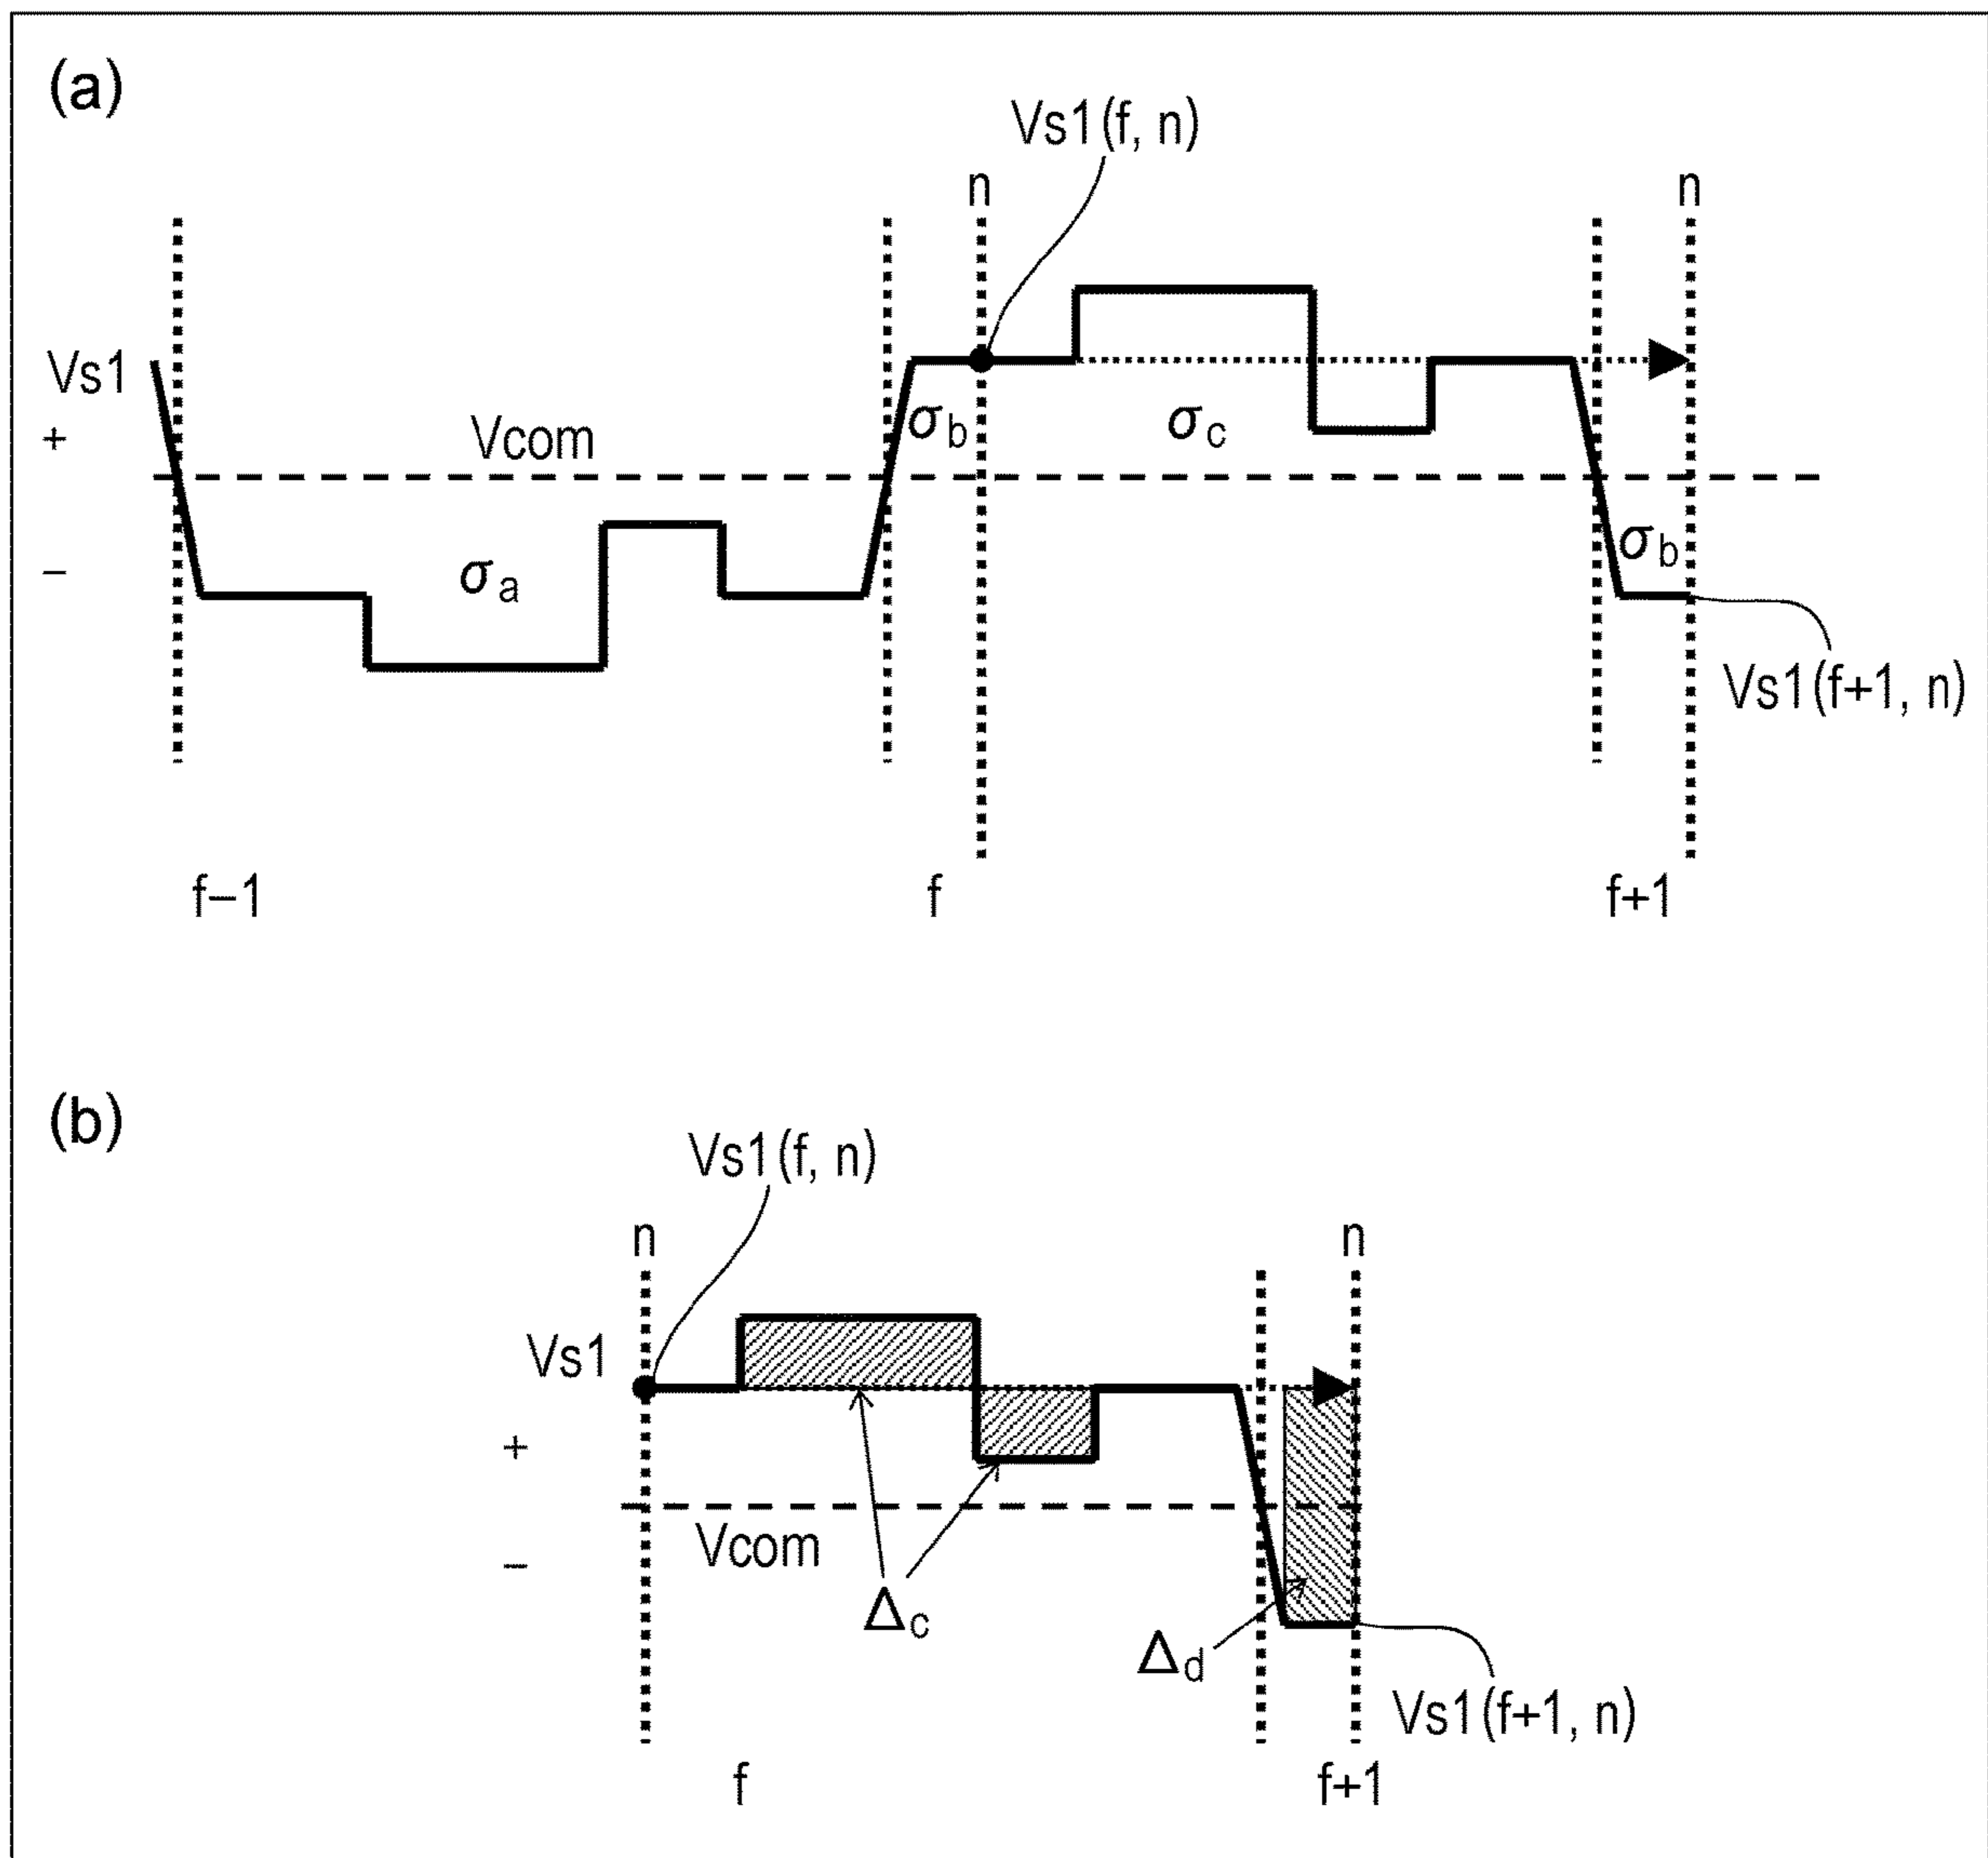 (a)
Vs1(f, n)
n
n
Vs1
+
Vcom
σb
σc
−
σa
σb
Vs1(f+1, n)
f−1
f
f+1
(b)
Vs1(f, n)
n
n
Vs1
+
Vcom
−
Δc
Δd
Vs1(f+1, n)
f
f+1